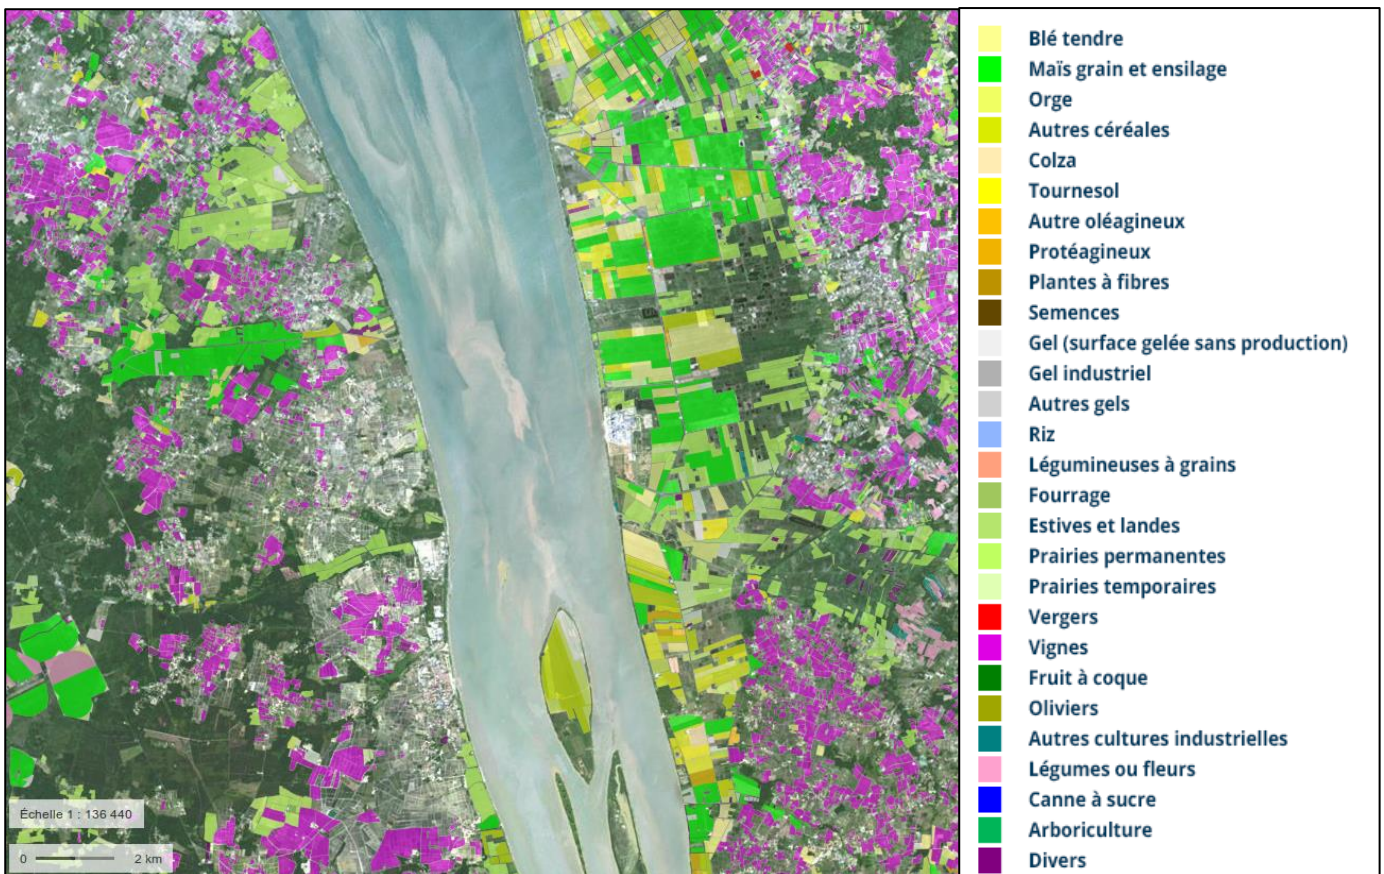 Blé tendre
Maïs grain et ensilage
Orge
Autres céréales
Colza
Tournesol
Autre oléagineux
Protéagineux
Plantes à fibres
Semences
Gel (surface gelée sans production)
Gel industriel
Autres gels
Riz
Légumineuses à grains
Fourrage
Estives et landes
Prairies permanentes
Prairies temporaires
Vergers
Vignes
Fruit à coque
Oliviers
Autres cultures industrielles
Légumes ou fleurs
Canne à sucre
Arboriculture
Divers
Échelle 1 : 136 440
0 2 km